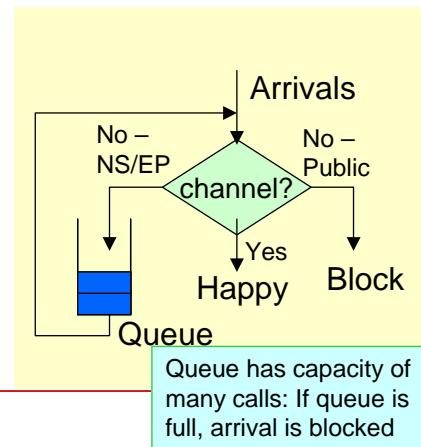 Arrivals
No –
NS/EP
No –
Public
channel?
Yes
Happy
Block
Queue
Queue has capacity of
many calls: If queue is
full, arrival is blocked